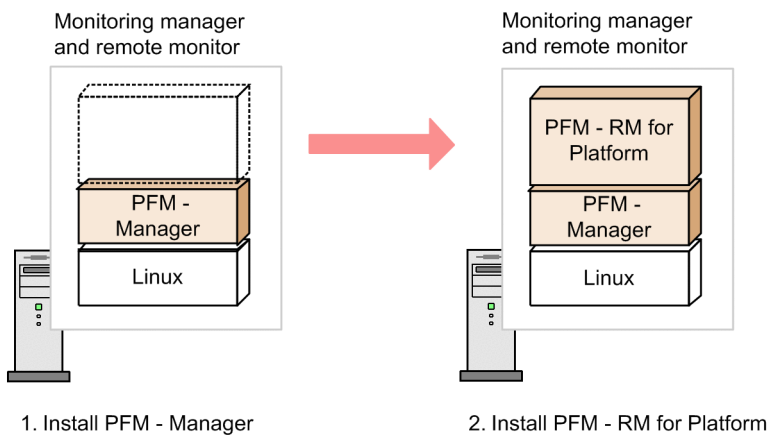 Monitoring manager
and remote monitor
PFM -
Manager
Linux
1. Install PFM - Manager
Monitoring manager
and remote monitor
PFM - RM for
Platform
PFM -
Manager
Linux
2. Install PFM - RM for Platform